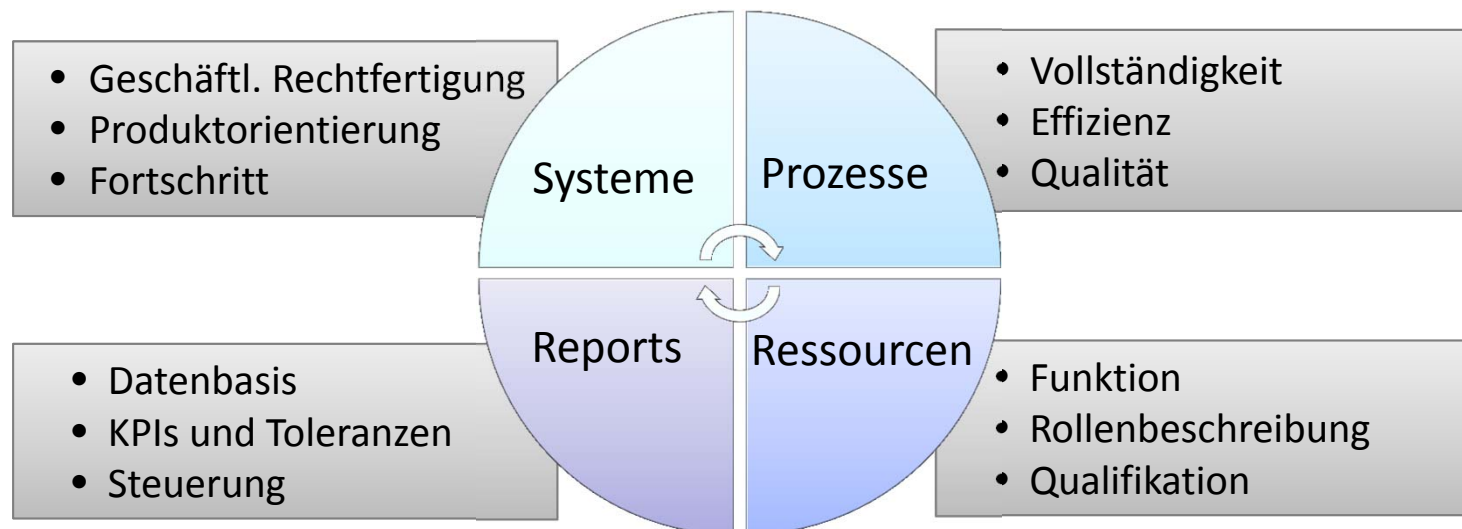 • Geschäftl. Rechtfertigung
• Produktorientierung
• Fortschritt
Systeme
Prozesse
• Vollständigkeit
• Effizienz
• Qualität
• Datenbasis
• KPIs und Toleranzen
• Steuerung
Reports
Ressourcen
• Funktion
• Rollenbeschreibung
• Qualifikation